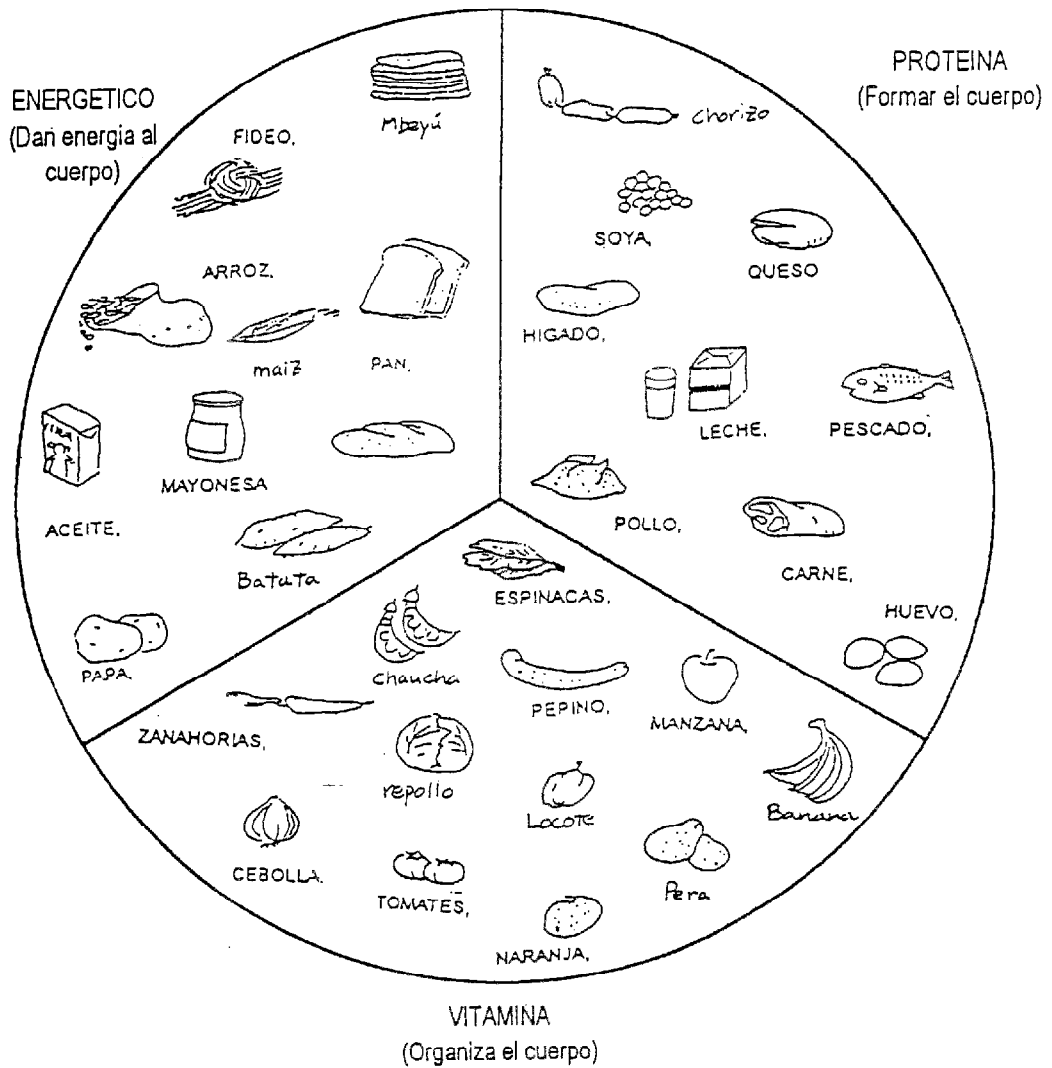 ENERGETICO
(Dan energia al
cuerpo)
Mbeyú
FIDEO,
ARROZ,
maiz
PAN,
MAYONESA
ACEITE,
Batuta
PAPA,
PROTEINA
(Formar el cuerpo)
chorizo
SOYA,
QUESO
HIGADO,
LECHE,
PESCADO,
POLLO,
CARNE,
HUEVO,
ESPINACAS,
chaucha
PEPINO,
MANZANA,
ZANAHORIAS,
repollo
Locote
Banana
CEBOLLA,
TOMATES,
Pera
NARANJA,
VITAMINA
(Organiza el cuerpo)